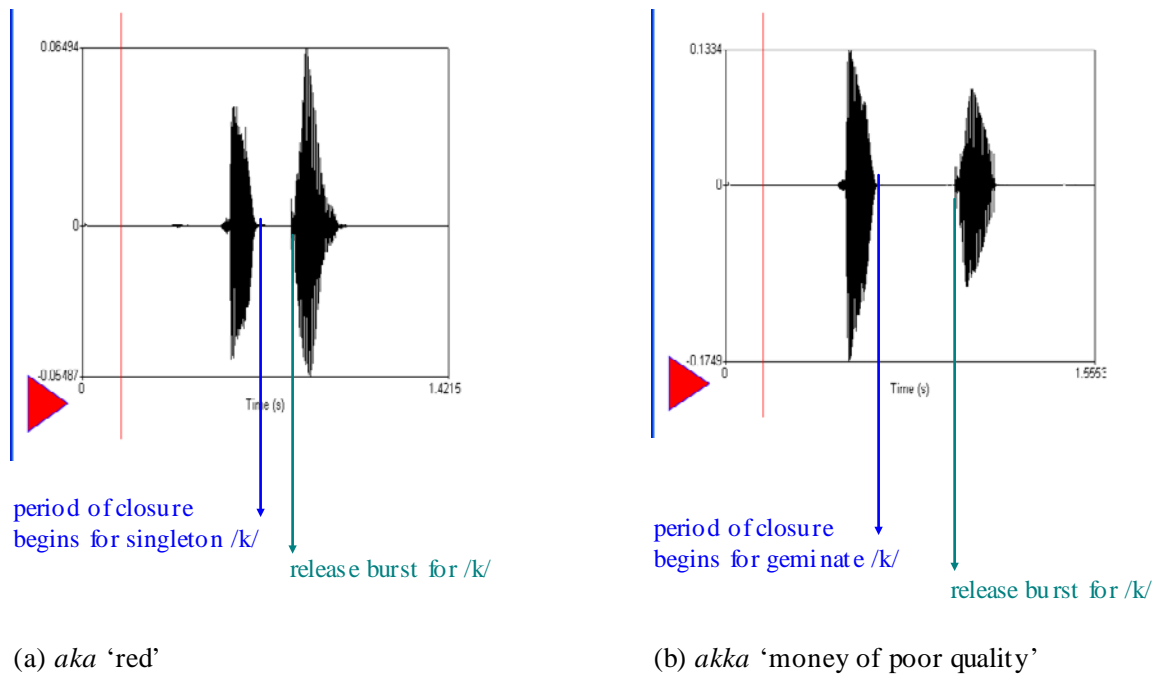 0.06494
0
-0.05487
0
1.4215
Time (s)
period of closure
begins for singleton /k/
release burst for /k/
(a) aka ‘red’
0.1334
0
-0.1749
0
Time (s)
period of closure
begins for geminate /k/
release burst for /k/
(b) akka ‘money of poor quality’